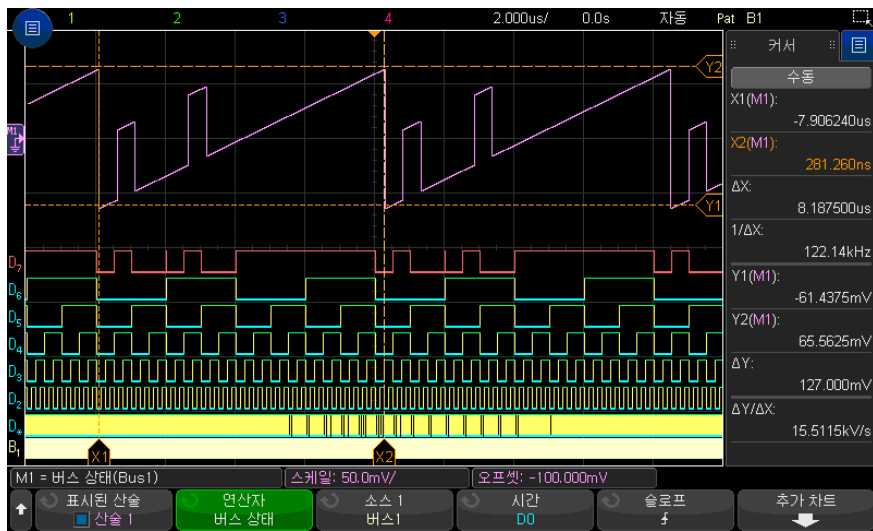 1 2 3 4 2.000us/ 0.0s 자동 Pat B1
커서
수동
X1(M1):
-7.906240us
X2(M1):
281.260ns
ΔX:
8.187500us
1/ΔX:
122.14kHz
Y1(M1):
-61.4375mV
Y2(M1):
65.5625mV
ΔY:
127.000mV
ΔY/ΔX:
15.5115kV/s
Y2
M1
Y1
D7
D6
D5
D4
D3
D2
D*
B1
X1 X2
M1 = 버스 상태(Bus1) 스케일: 50.0mV/ 오프셋: -100.000mV
표시된 산술 연산자 소스 1 시간 슬로프 추가 차트
산술 1 버스 상태 버스1 D0